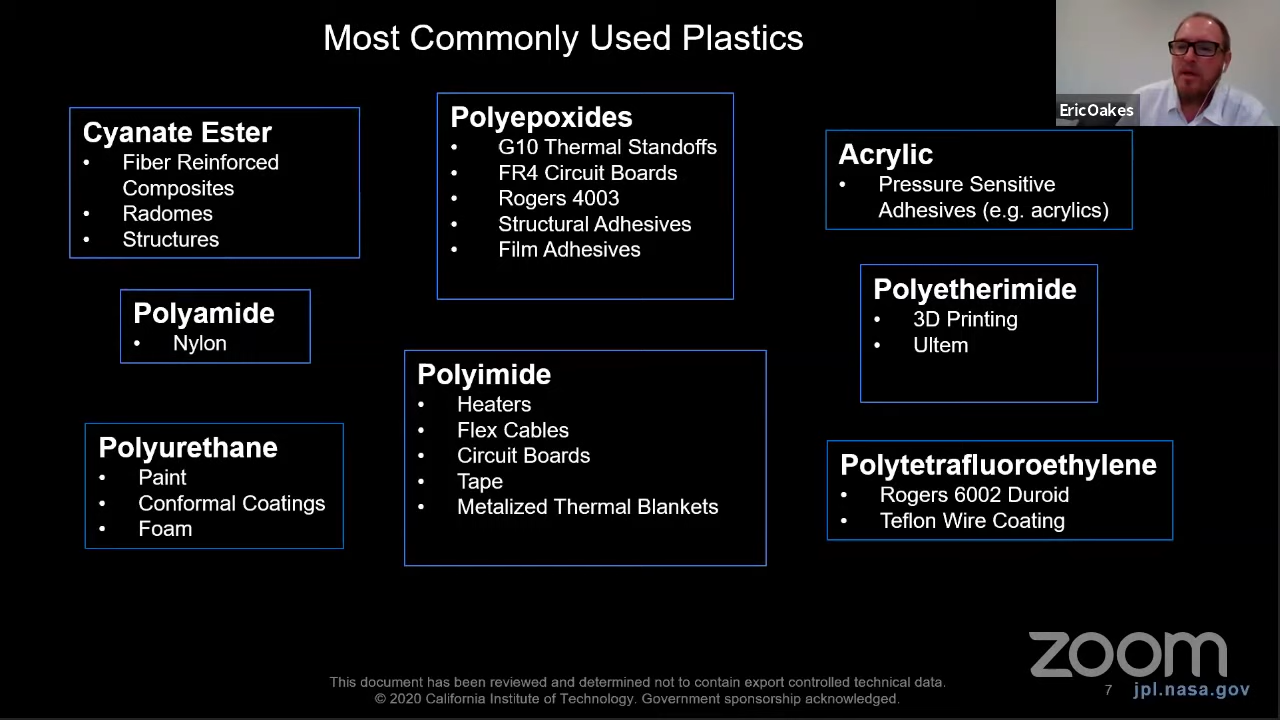 Most Commonly Used Plastics
EricOakes
Cyanate Ester
• Fiber Reinforced
Composites
• Radomes
• Structures
Polyepoxides
• G10 Thermal Standoffs
• FR4 Circuit Boards
• Rogers 4003
• Structural Adhesives
• Film Adhesives
Acrylic
• Pressure Sensitive
Adhesives (e.g. acrylics)
Polyamide
• Nylon
Polyimide
• Heaters
• Flex Cables
• Circuit Boards
• Tape
• Metalized Thermal Blankets
Polyetherimide
• 3D Printing
• Ultem
Polyurethane
• Paint
• Conformal Coatings
• Foam
Polytetrafluoroethylene
• Rogers 6002 Duroid
• Teflon Wire Coating
zoom
This document has been reviewed and determined not to contain export controlled technical data.
© 2020 California Institute of Technology. Government sponsorship acknowledged.
7
jpl.nasa.gov